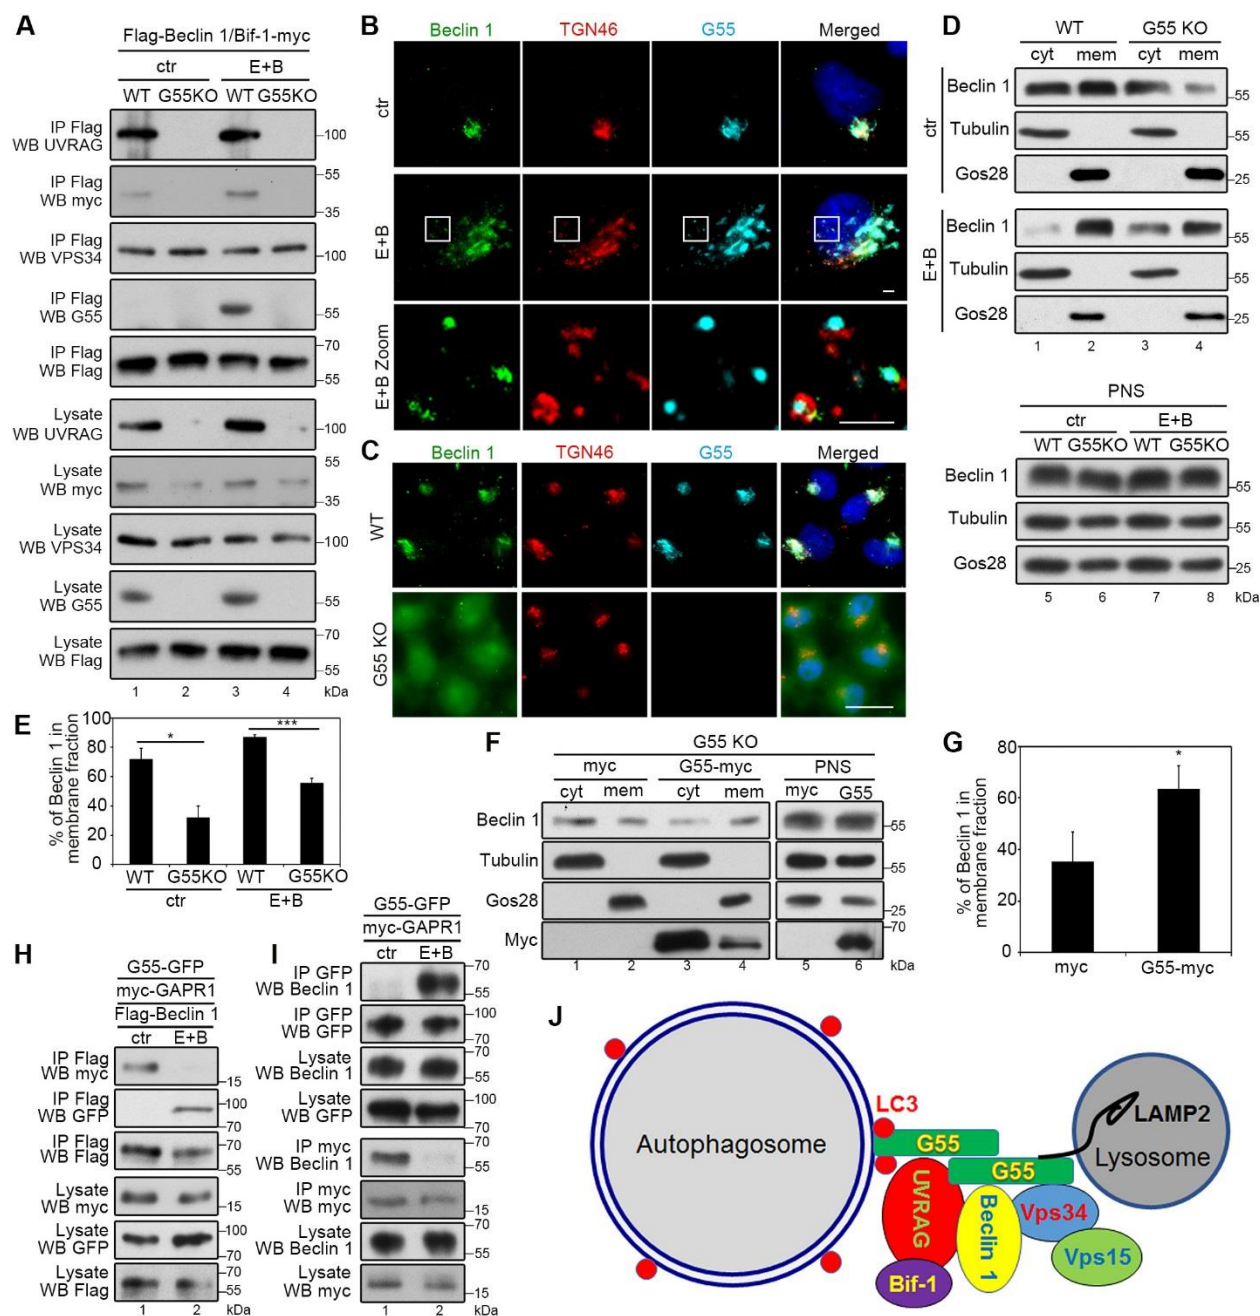 A
Flag-Beclin 1/Bif-1-myc
ctr E+B
WT G55KO WT G55KO
IP Flag
WB UVRAG
100
IP Flag
WB myc
55
35
IP Flag
WB VPS34
100
IP Flag
WB G55
55
IP Flag
WB Flag
70
55
Lysate
WB UVRAG
100
Lysate
WB myc
55
35
Lysate
WB VPS34
100
Lysate
WB G55
55
Lysate
WB Flag
70
55
1 2 3 4 kDa
B
Beclin 1 TGN46 G55 Merged
ctr
E+B
E+B Zoom
C
Beclin 1 TGN46 G55 Merged
WT
G55 KO
D
WT G55 KO
cyt mem cyt mem
ctr
Beclin 1 55
Tubulin 55
Gos28 25
E+B
Beclin 1 55
Tubulin 55
Gos28 25
1 2 3 4
PNS
ctr E+B
WT G55KO WT G55KO
Beclin 1 55
Tubulin 55
Gos28 25
5 6 7 8 kDa
E
% of Beclin 1 in
membrane fraction
100
80
60
40
20
0
* ***
WT G55KO WT G55KO
ctr E+B
F
G55 KO
myc G55-myc PNS
cyt mem cyt mem myc G55
Beclin 1 55
Tubulin 55
Gos28 25
Myc 70
55
1 2 3 4 5 6 kDa
G
% of Beclin 1 in
membrane fraction
80
60
40
20
0
*
myc G55-myc
H
G55-GFP
myc-GAPR1
Flag-Beclin 1
ctr E+B
IP Flag
WB myc
15
IP Flag
WB GFP
100
70
IP Flag
WB Flag
70
55
Lysate
WB myc
15
Lysate
WB GFP
100
70
Lysate
WB Flag
70
55
1 2 kDa
I
G55-GFP
myc-GAPR1
ctr E+B
IP GFP
WB Beclin 1
70
55
IP GFP
WB GFP
100
70
Lysate
WB Beclin 1
70
55
Lysate
WB GFP
100
70
IP myc
WB Beclin 1
70
55
IP myc
WB myc
15
Lysate
WB Beclin 1
70
55
Lysate
WB myc
15
1 2 kDa
J
Autophagosome
LC3
G55
G55
LAMP2
Lysosome
UVRAG
Beclin 1
Vps34
Vps15
Bif-1